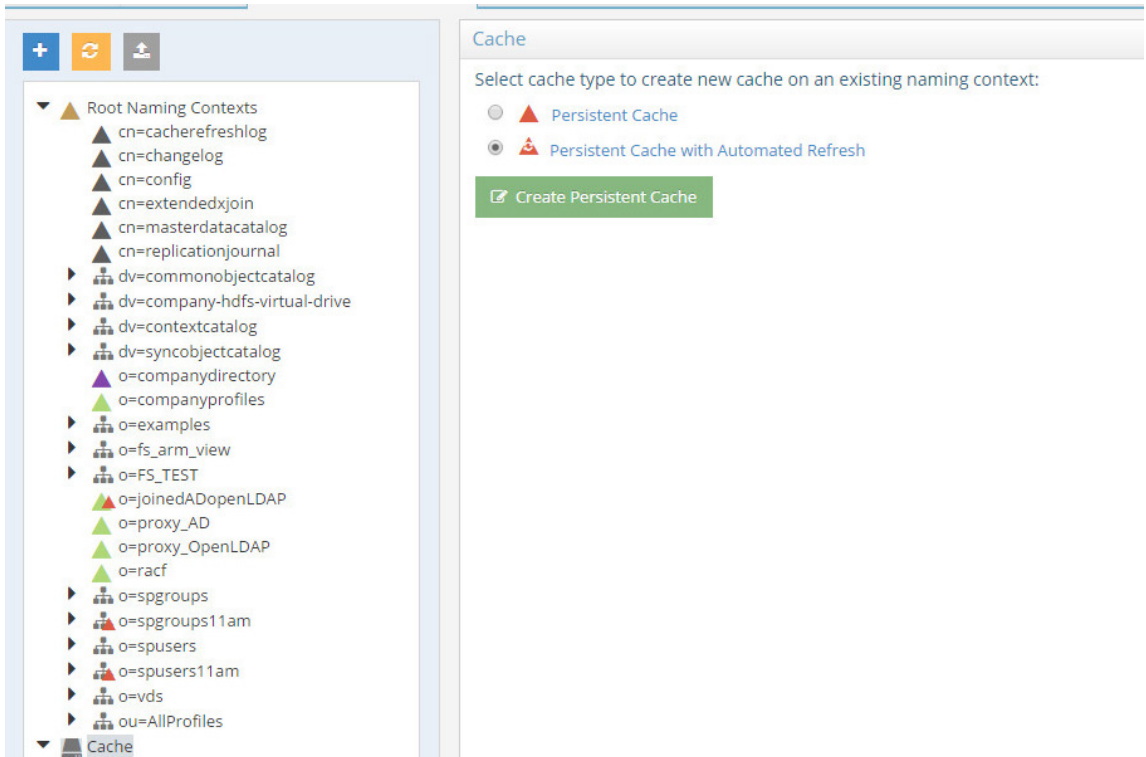 Root Naming Contexts
cn=cacherefreshlog
cn=changelog
cn=config
cn=extendedxjoin
cn=masterdatacatalog
cn=replicationjournal
dv=commonobjectcatalog
dv=company-hdfs-virtual-drive
dv=contextcatalog
dv=syncobjectcatalog
o=companydirectory
o=companyprofiles
o=examples
o=fs_arm_view
o=FS_TEST
o=joinedADopenLDAP
o=proxy_AD
o=proxy_OpenLDAP
o=racf
o=spgroups
o=spgroups11am
o=spusers
o=spusers11am
o=vds
ou=AllProfiles
Cache
Cache
Select cache type to create new cache on an existing naming context:
Persistent Cache
Persistent Cache with Automated Refresh
Create Persistent Cache